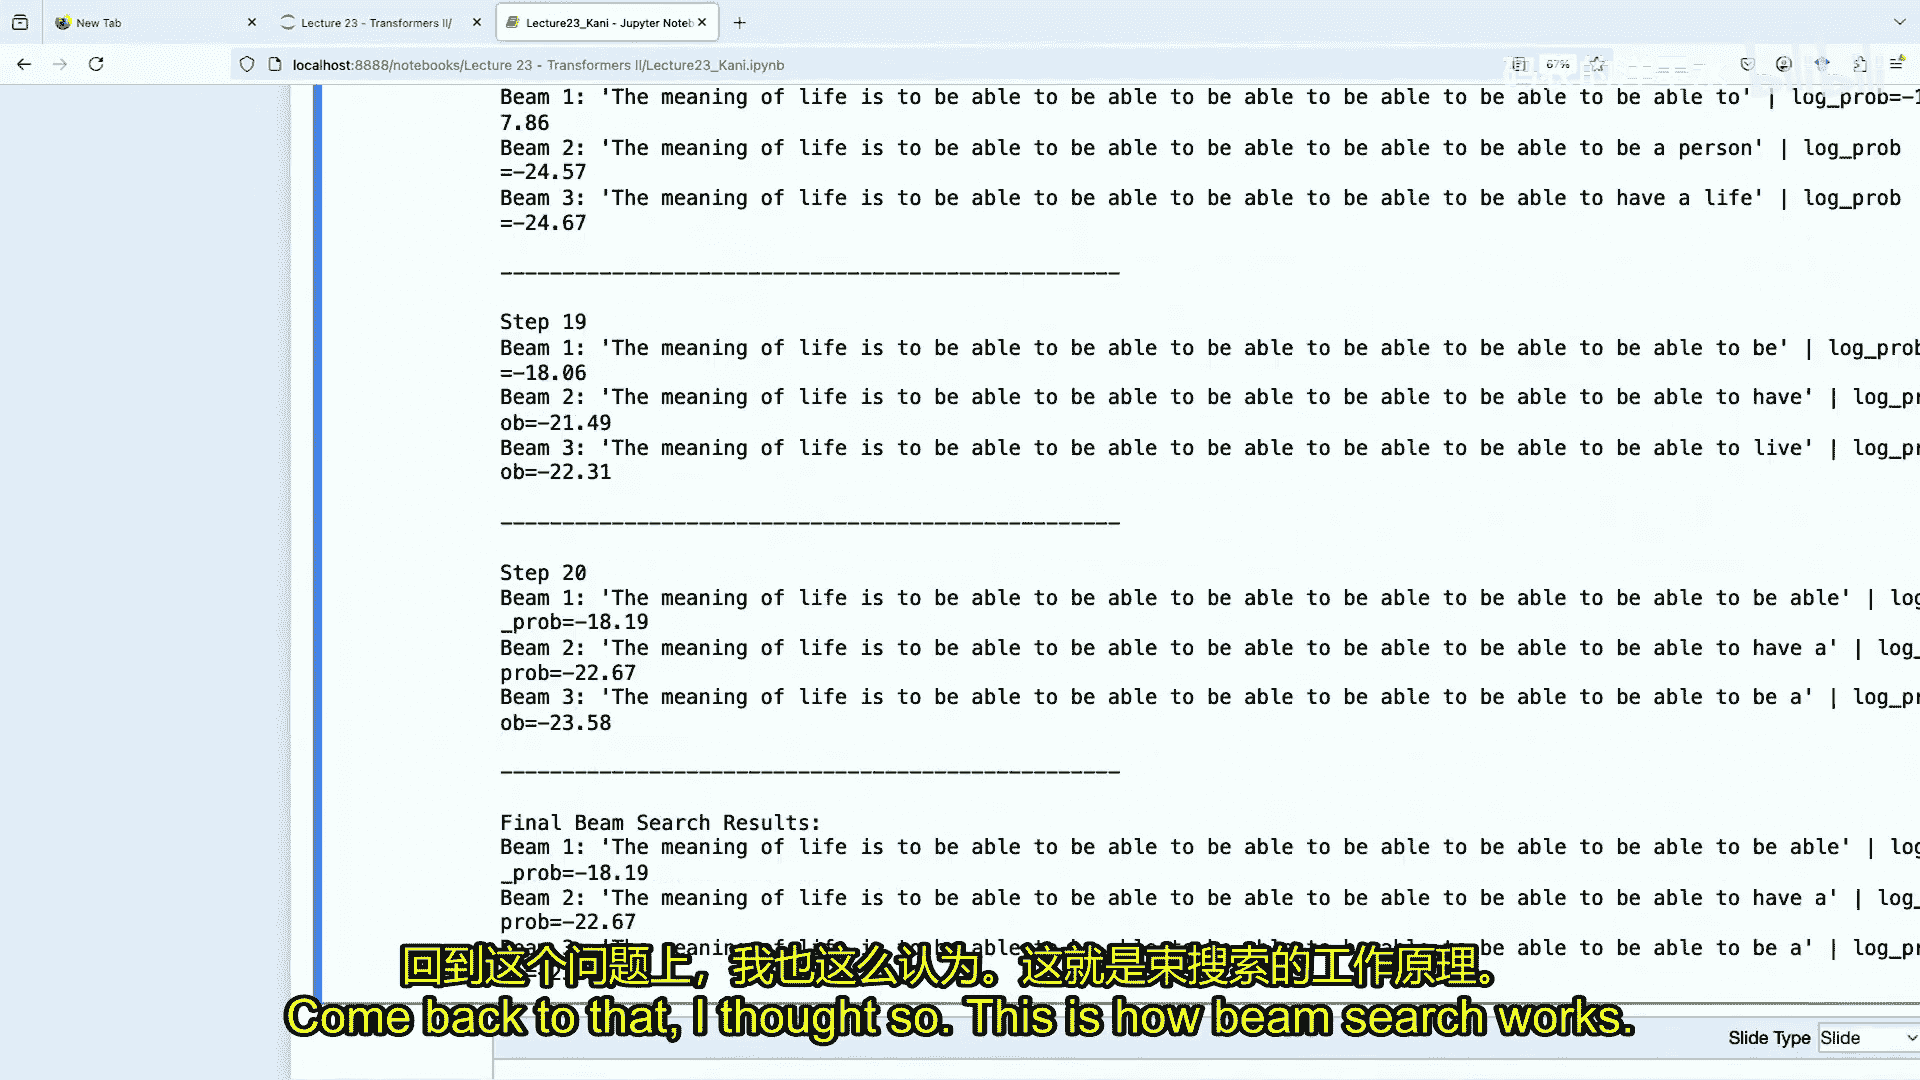 New Tab
Lecture 23 - Transformers II/
Lecture23_Kani - Jupyter Noteb
localhost:8888/notebooks/Lecture 23 - Transformers II/Lecture23_Kani.ipynb
67%
Beam 1: 'The meaning of life is to be able to be able to be able to be able to be able to be able to' | log_prob=-1
7.86
Beam 2: 'The meaning of life is to be able to be able to be able to be able to be able to be a person' | log_prob
=-24.57
Beam 3: 'The meaning of life is to be able to be able to be able to be able to be able to have a life' | log_prob
=-24.67
--------------------------------------------------
Step 19
Beam 1: 'The meaning of life is to be able to be able to be able to be able to be able to be able to be' | log_prob
=-18.06
Beam 2: 'The meaning of life is to be able to be able to be able to be able to be able to be able to have' | log_pr
ob=-21.49
Beam 3: 'The meaning of life is to be able to be able to be able to be able to be able to be able to live' | log_pr
ob=-22.31
--------------------------------------------------
Step 20
Beam 1: 'The meaning of life is to be able to be able to be able to be able to be able to be able to be able' | log
_prob=-18.19
Beam 2: 'The meaning of life is to be able to be able to be able to be able to be able to be able to have a' | log_
prob=-22.67
Beam 3: 'The meaning of life is to be able to be able to be able to be able to be able to be able to be a' | log_pr
ob=-23.58
--------------------------------------------------
Final Beam Search Results:
Beam 1: 'The meaning of life is to be able to be able to be able to be able to be able to be able to be able' | log
_prob=-18.19
Beam 2: 'The meaning of life is to be able to be able to be able to be able to be able to be able to have a' | log_
prob=-22.67
'The meaning of life is to be able to be able to be able to be a' | log_pr
回到这个问题上，我也这么认为。这就是束搜索的工作原理。
Come back to that, I thought so. This is how beam search works.
Slide Type Slide